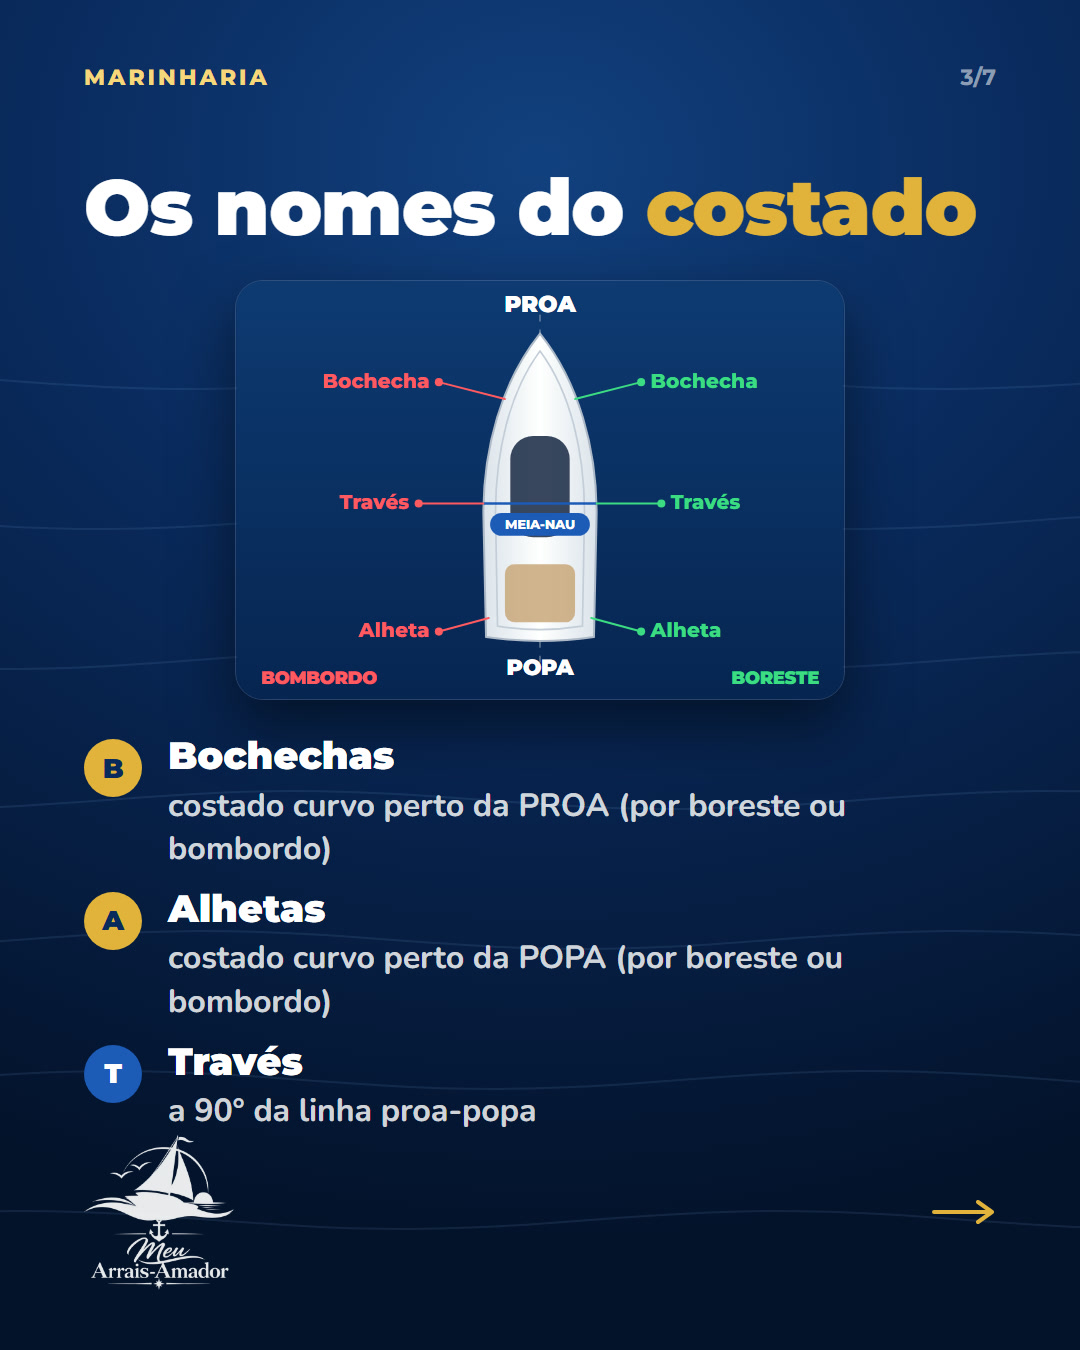 MARINHARIA
3/7
Os nomes do costado
PROA
Bochecha
Bochecha
Través
Través
MEIA-NAU
Alheta
Alheta
POPA
BOMBORDO
BORESTE
B
Bochechas
costado curvo perto da PROA (por boreste ou
bombordo)
A
Alhetas
costado curvo perto da POPA (por boreste ou
bombordo)
T
Través
a 90° da linha proa-popa
Meu
Arrais-Amador